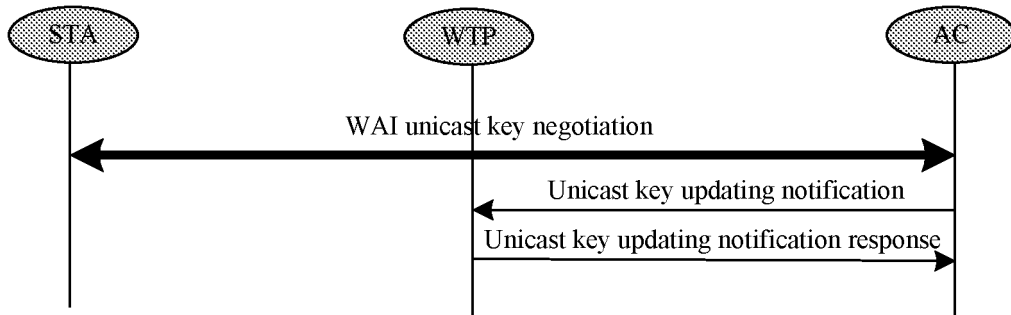 STA
WTP
AC
WAI unicast key negotiation
Unicast key updating notification
Unicast key updating notification response